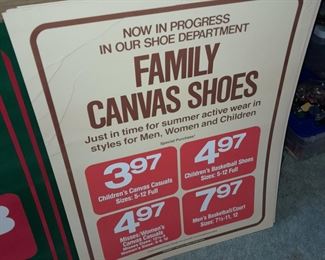 NOW IN PROGRESS
IN OUR SHOE DEPARTMENT
FAMILY
CANVAS SHOES
Just in time for summer active wear in
styles for Men, Women and Children
Special Purchase!
3.97
Children's Canvas Casuals
Sizes: 5-12 Full
4.97
Children's Basketball Shoes
Sizes: 5-12 Full
4.97
Misses/Women's
Canvas Casuals
7.97
Men's Basketball/Court
Sizes: 7½-11, 12